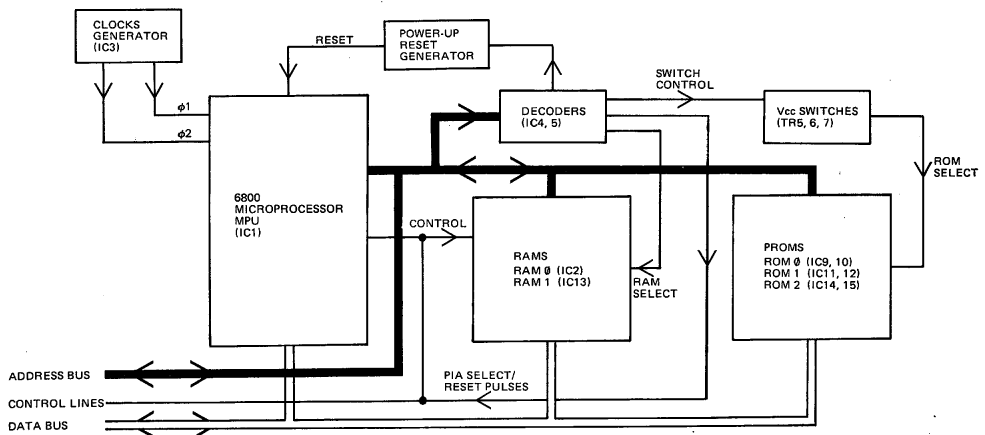 CLOCKS
GENERATOR
(IC3)
RESET
POWER-UP
RESET
GENERATOR
SWITCH
CONTROL
DECODERS
(IC4, 5)
Vcc SWITCHES
(TR5, 6, 7)
φ1
φ2
ROM
SELECT
6800
MICROPROCESSOR
MPU
(IC1)
CONTROL
RAMS
RAM 0 (IC2)
RAM 1 (IC13)
RAM
SELECT
PROMS
ROM 0 (IC9, 10)
ROM 1 (IC11, 12)
ROM 2 (IC14, 15)
ADDRESS BUS
PIA SELECT/
RESET PULSES
CONTROL LINES
DATA BUS